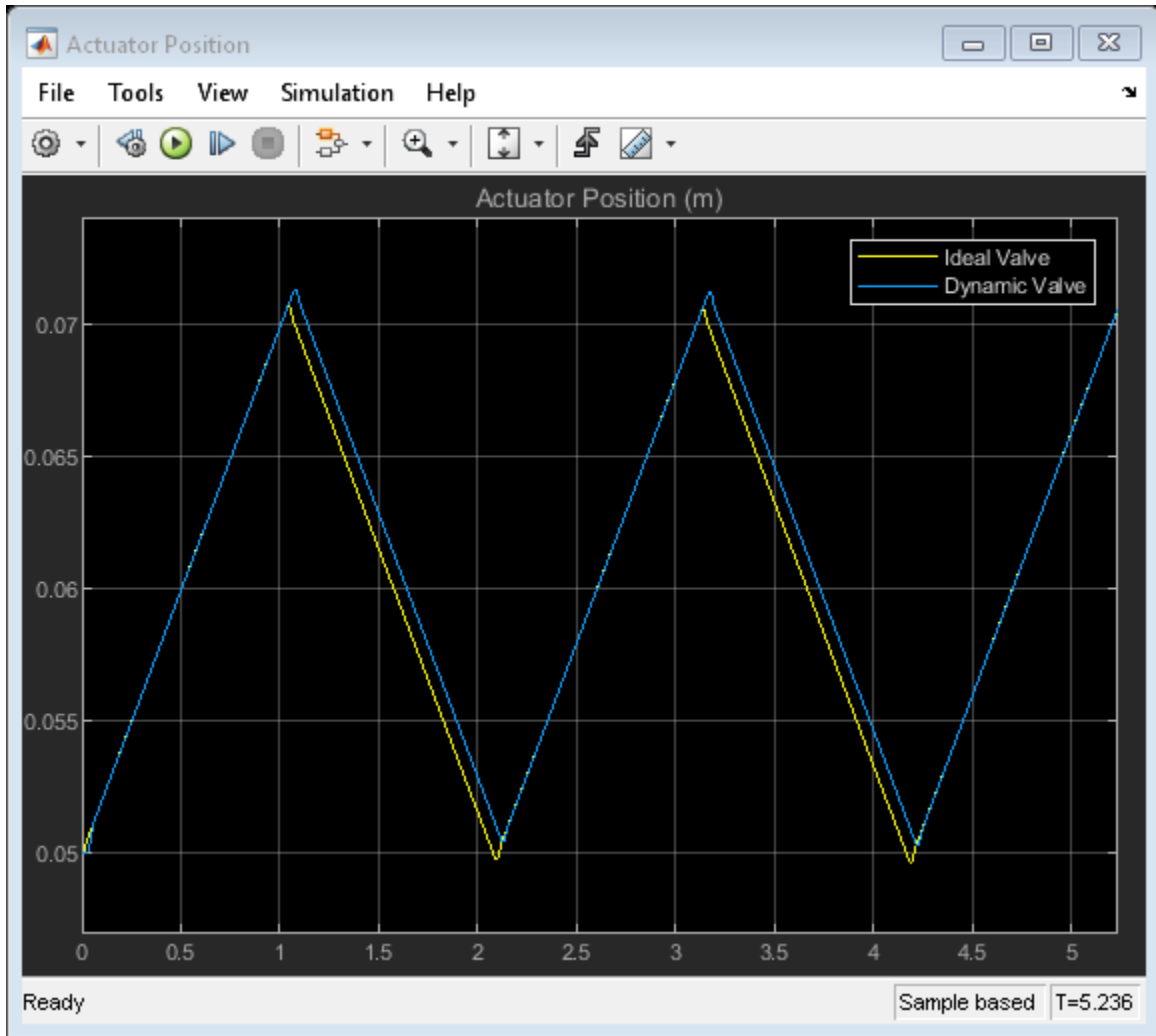 Actuator Position
File Tools View Simulation Help
Actuator Position (m)
Ideal Valve
Dynamic Valve
0.07
0.065
0.06
0.055
0.05
0 0.5 1 1.5 2 2.5 3 3.5 4 4.5 5
Ready Sample based T=5.236